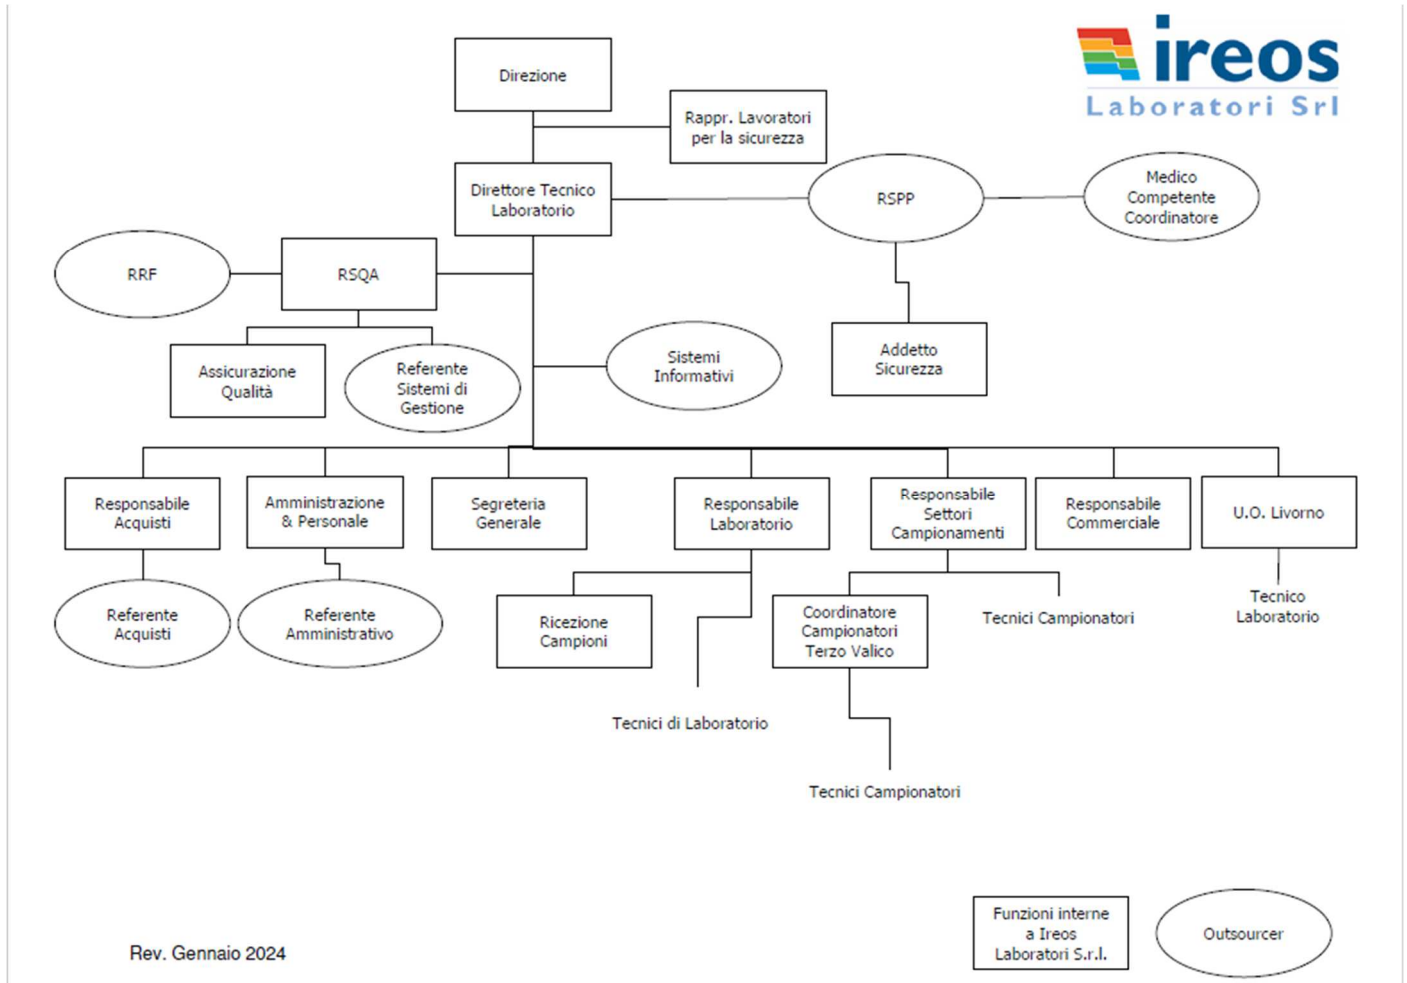 ireos
Laboratori Srl
Direzione
Rappr. Lavoratori
per la sicurezza
Direttore Tecnico
Laboratorio
RSPP
Medico
Competente
Coordinatore
RRF
RSQA
Assicurazione
Qualità
Referente
Sistemi di
Gestione
Sistemi
Informativi
Addetto
Sicurezza
Responsabile
Acquisti
Amministrazione
& Personale
Segreteria
Generale
Responsabile
Laboratorio
Responsabile
Settori
Campionamenti
Responsabile
Commerciale
U.O. Livorno
Referente
Acquisti
Referente
Amministrativo
Ricezione
Campioni
Coordinatore
Campionatori
Terzo Valico
Tecnici Campionatori
Tecnico
Laboratorio
Tecnici di Laboratorio
Tecnici Campionatori
Funzioni interne
a Ireos
Laboratori S.r.l.
Outsourcer
Rev. Gennaio 2024